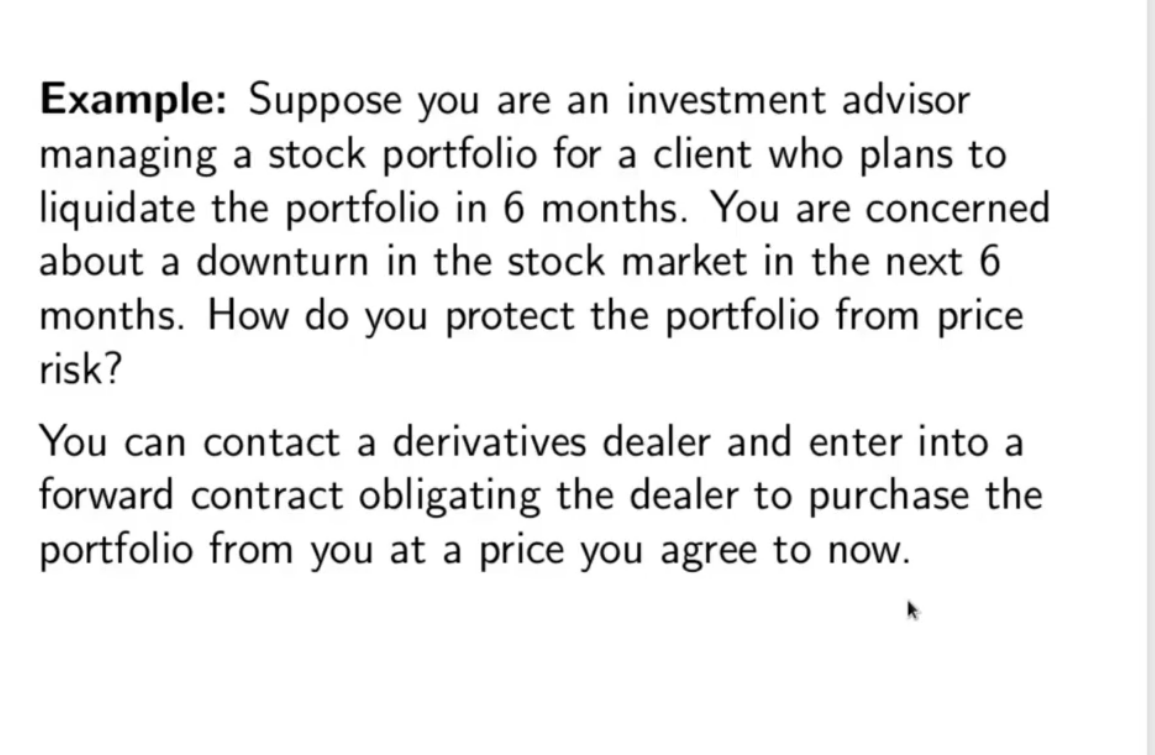 Example: Suppose you are an investment advisor
managing a stock portfolio for a client who plans to
liquidate the portfolio in 6 months. You are concerned
about a downturn in the stock market in the next 6
months. How do you protect the portfolio from price
risk?
You can contact a derivatives dealer and enter into a
forward contract obligating the dealer to purchase the
portfolio from you at a price you agree to now.